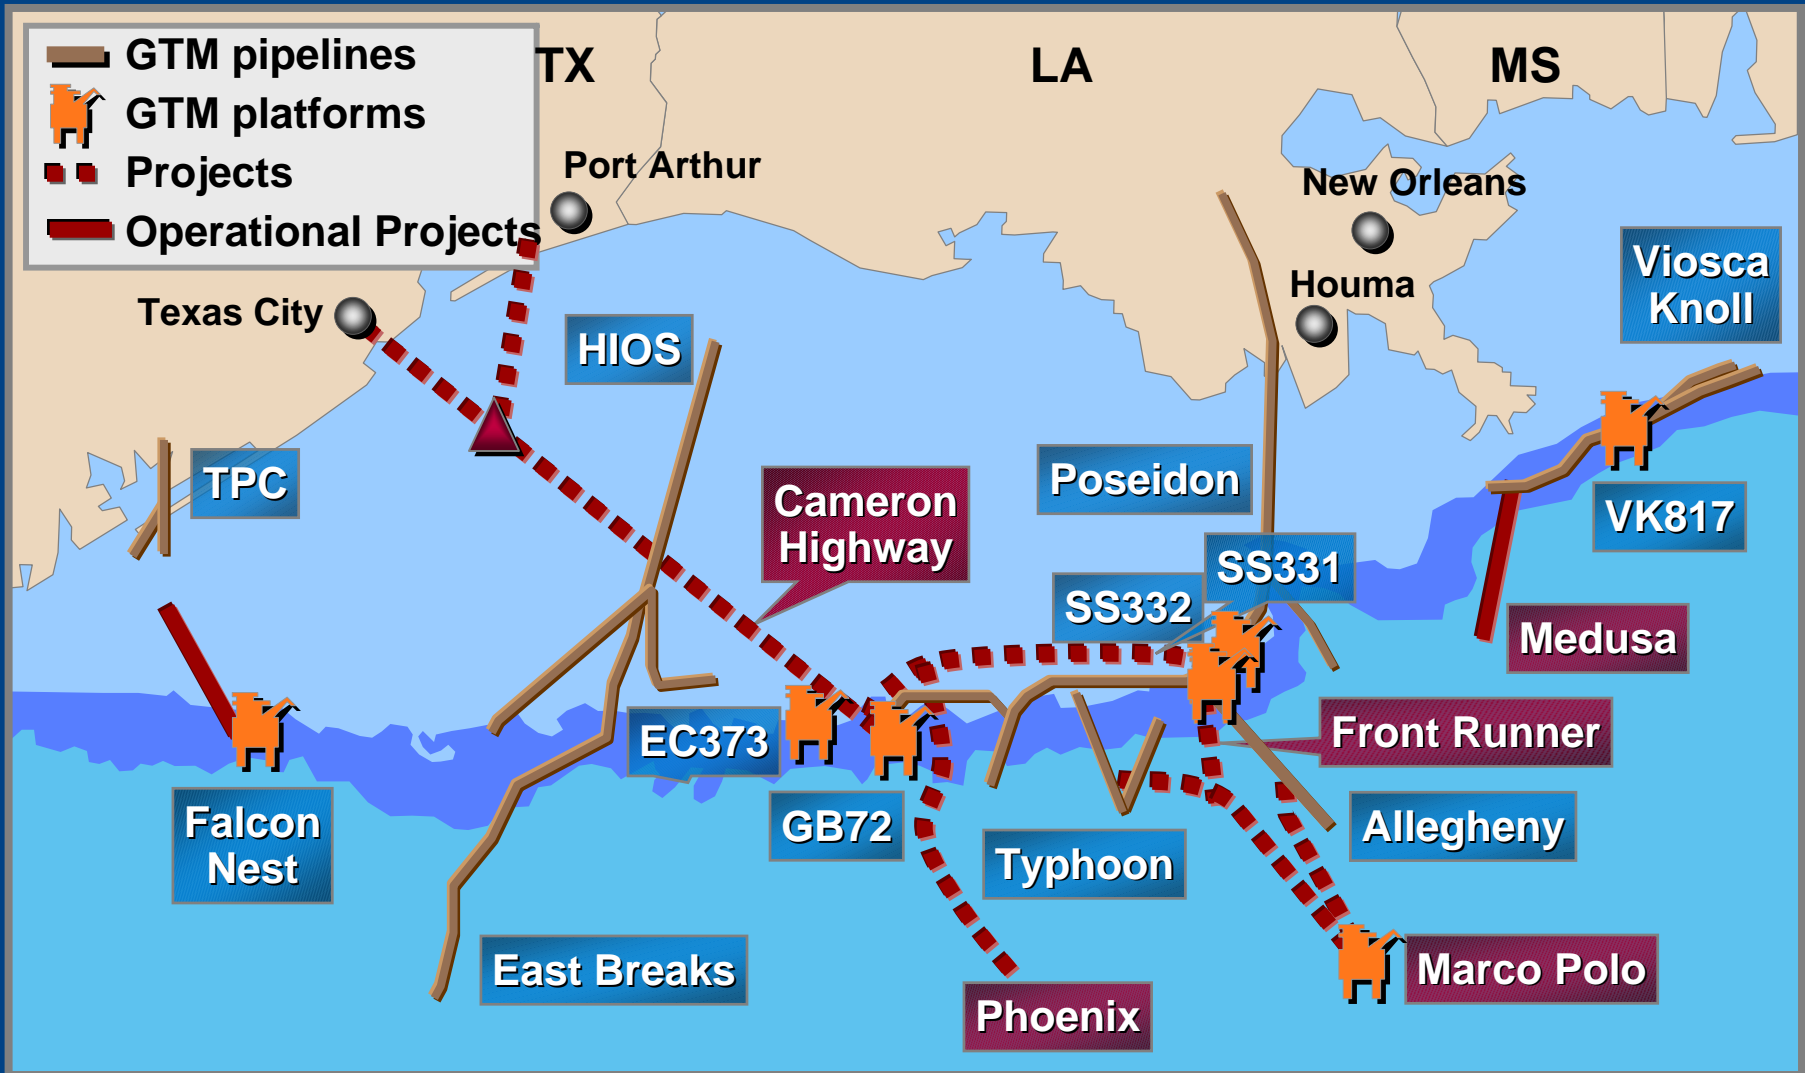 GTM pipelines
GTM platforms
Projects
Operational Projects
TX
LA
MS
Port Arthur
New Orleans
Houma
Texas City
Viosca
Knoll
HIOS
TPC
Cameron
Highway
Poseidon
VK817
SS331
SS332
Medusa
EC373
Front Runner
Falcon
Nest
GB72
Typhoon
Allegheny
East Breaks
Marco Polo
Phoenix